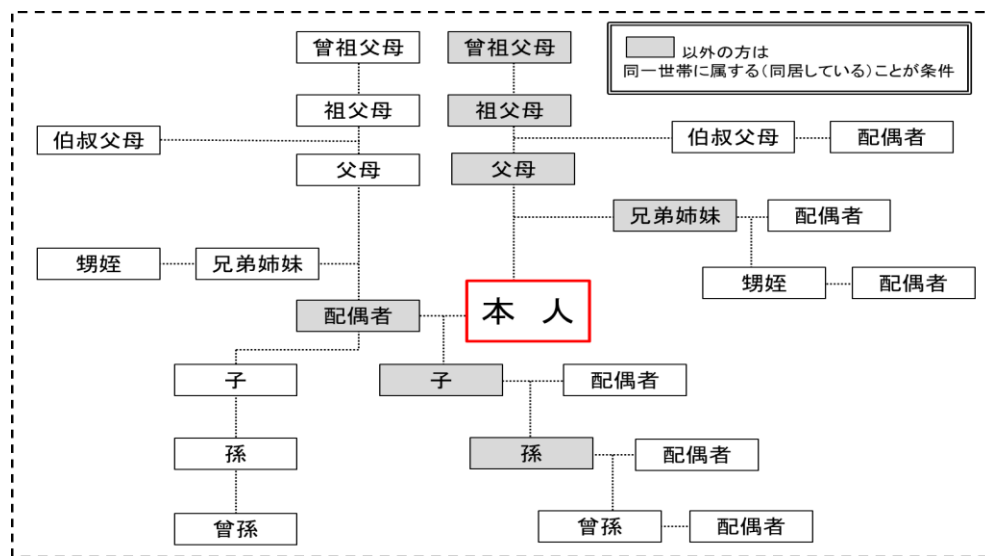 曾祖父母
曾祖父母
以外の方は
同一世帯に属する(同居している)ことが条件
祖父母
祖父母
伯叔父母
伯叔父母
配偶者
父母
父母
兄弟姉妹
配偶者
甥姪
兄弟姉妹
甥姪
配偶者
配偶者
本 人
子
子
配偶者
孫
孫
配偶者
曾孫
曾孫
配偶者